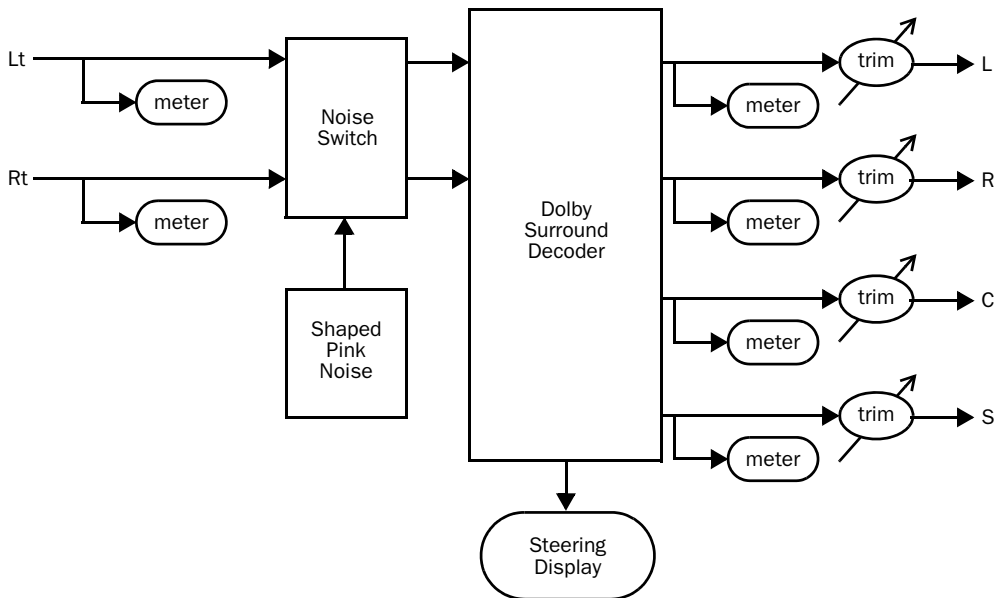 Lt
meter
Rt
meter
Noise
Switch
Shaped
Pink
Noise
Dolby
Surround
Decoder
Steering
Display
trim
L
meter
trim
R
meter
trim
C
meter
trim
S
meter